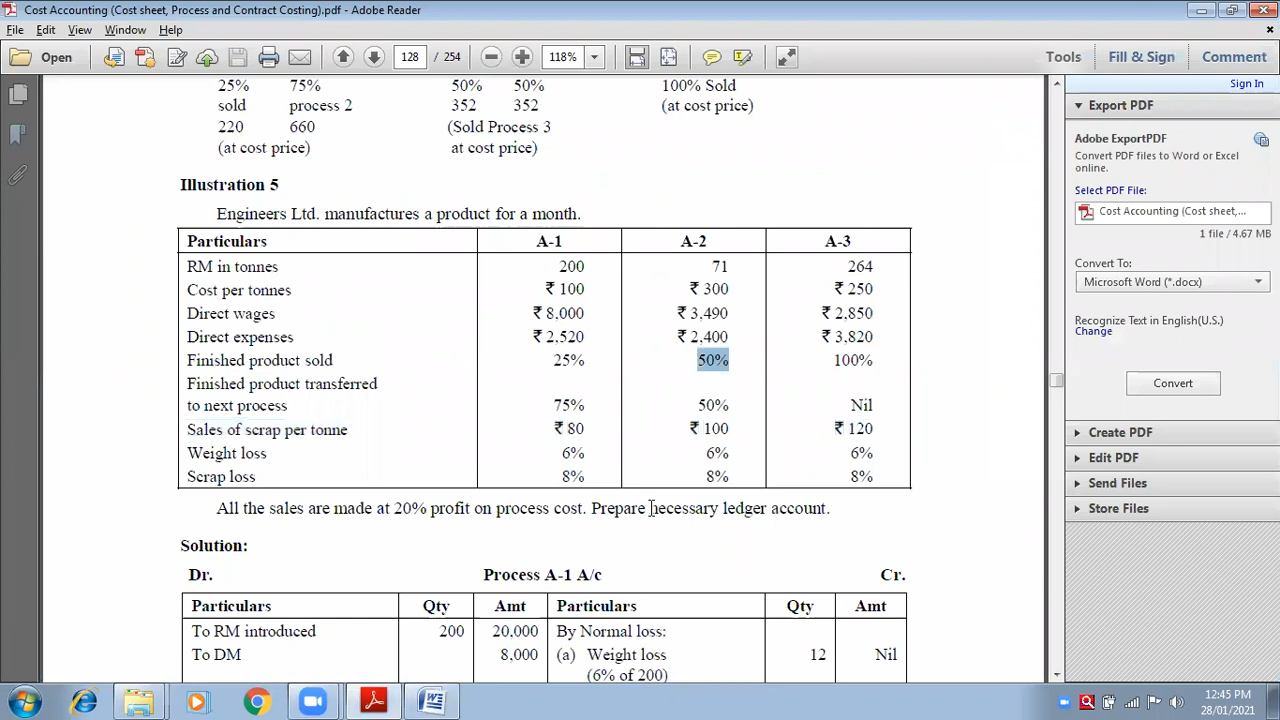 Cost Accounting (Cost sheet, Process and Contract Costing).pdf - Adobe Reader
File Edit View Window Help
Open 128 / 254 118% Tools Fill & Sign Comment
25% 75% 50% 50% 100% Sold
sold process 2 352 352 (at cost price)
220 660 (Sold Process 3
(at cost price) at cost price)
Illustration 5
Engineers Ltd. manufactures a product for a month.
Particulars A-1 A-2 A-3
RM in tonnes 200 71 264
Cost per tonnes ₹ 100 ₹ 300 ₹ 250
Direct wages ₹ 8,000 ₹ 3,490 ₹ 2,850
Direct expenses ₹ 2,520 ₹ 2,400 ₹ 3,820
Finished product sold 25% 50% 100%
Finished product transferred
to next process 75% 50% Nil
Sales of scrap per tonne ₹ 80 ₹ 100 ₹ 120
Weight loss 6% 6% 6%
Scrap loss 8% 8% 8%
All the sales are made at 20% profit on process cost. Prepare necessary ledger account.
Solution:
Dr. Process A-1 A/c Cr.
Particulars Qty Amt Particulars Qty Amt
To RM introduced 200 20,000 By Normal loss:
To DM 8,000 (a) Weight loss 12 Nil
(6% of 200)
Sign In
Export PDF
Adobe ExportPDF
Convert PDF files to Word or Excel
online.
Select PDF File:
Cost Accounting (Cost sheet,...
1 file / 4.67 MB
Convert To:
Microsoft Word (*.docx)
Recognize Text in English(U.S.)
Change
Convert
Create PDF
Edit PDF
Send Files
Store Files
12:45 PM
28/01/2021